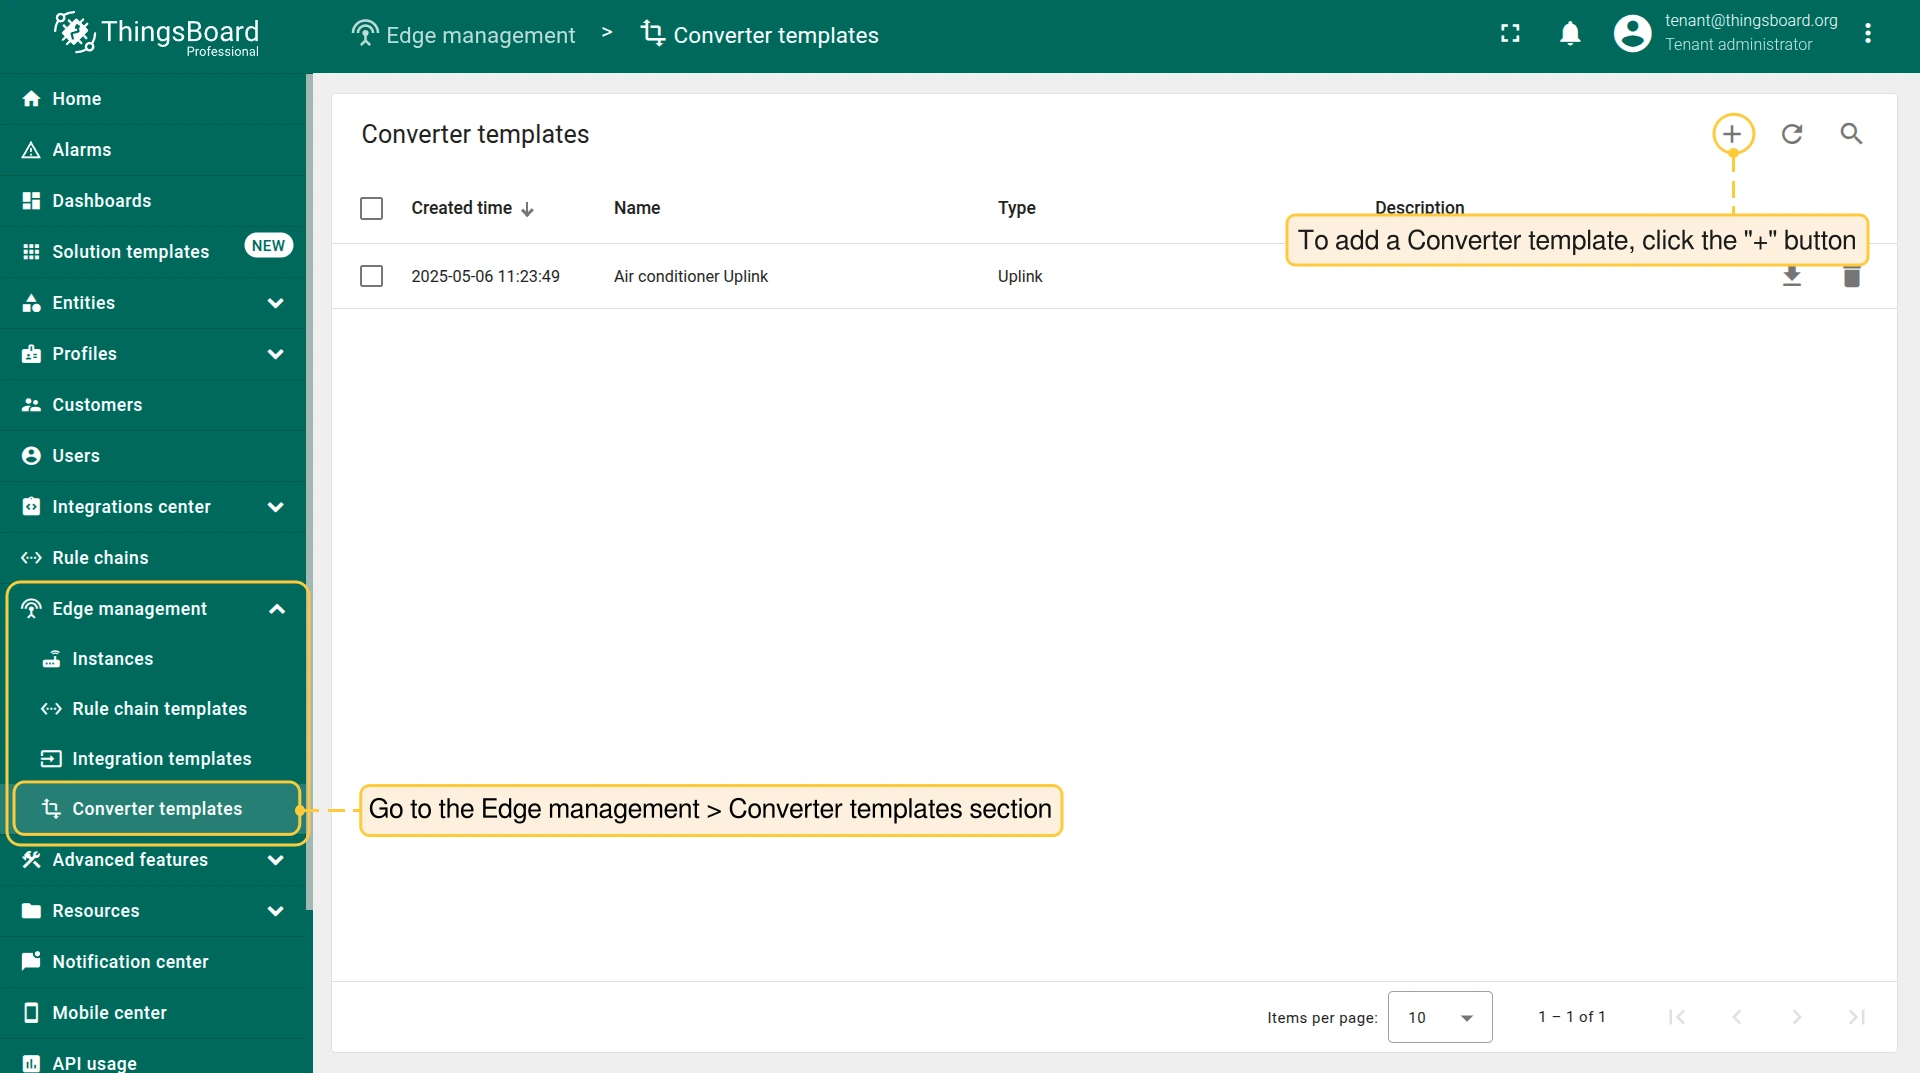 ThingsBoard
Professional
Edge management > Converter templates
tenant@thingsboard.org
Tenant administrator
Home
Alarms
Dashboards
Solution templates NEW
Entities
Profiles
Customers
Users
Integrations center
Rule chains
Edge management
Instances
Rule chain templates
Integration templates
Converter templates
Advanced features
Resources
Notification center
Mobile center
API usage
Converter templates
Created time Name Type Description
To add a Converter template, click the "+" button
2025-05-06 11:23:49 Air conditioner Uplink Uplink
Go to the Edge management > Converter templates section
Items per page: 10 1 – 1 of 1